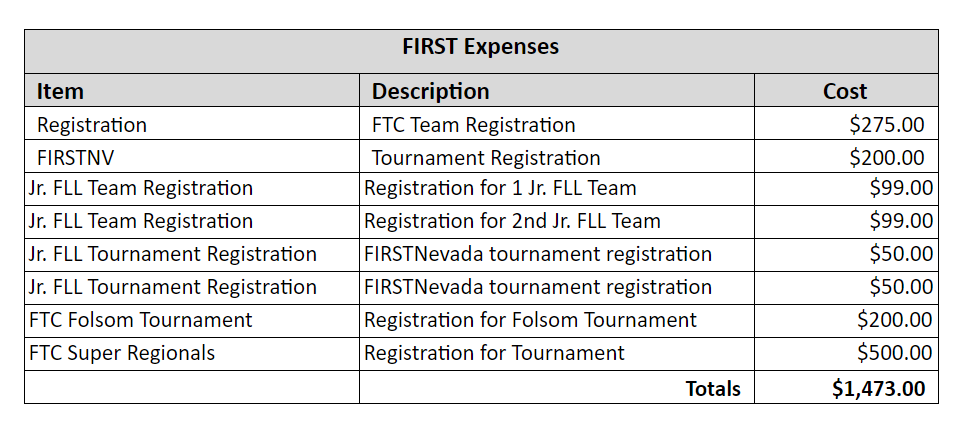 FIRST Expenses
Item Description Cost
Registration FTC Team Registration $275.00
FIRSTNV Tournament Registration $200.00
Jr. FLL Team Registration Registration for 1 Jr. FLL Team $99.00
Jr. FLL Team Registration Registration for 2nd Jr. FLL Team $99.00
Jr. FLL Tournament Registration FIRSTNevada tournament registration $50.00
Jr. FLL Tournament Registration FIRSTNevada tournament registration $50.00
FTC Folsom Tournament Registration for Folsom Tournament $200.00
FTC Super Regionals Registration for Tournament $500.00
Totals $1,473.00